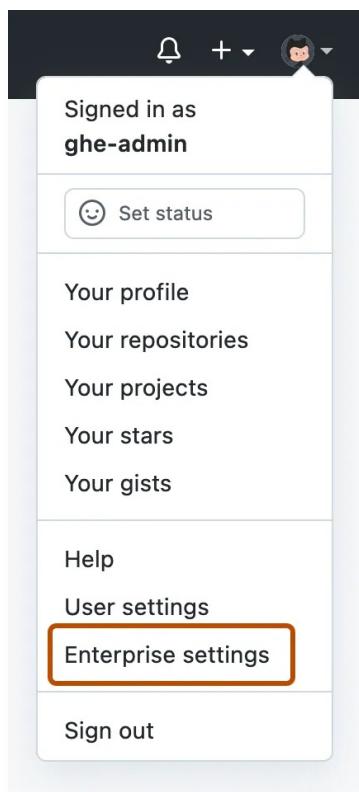 Signed in as
ghe-admin
Set status
Your profile
Your repositories
Your projects
Your stars
Your gists
Help
User settings
Enterprise settings
Sign out